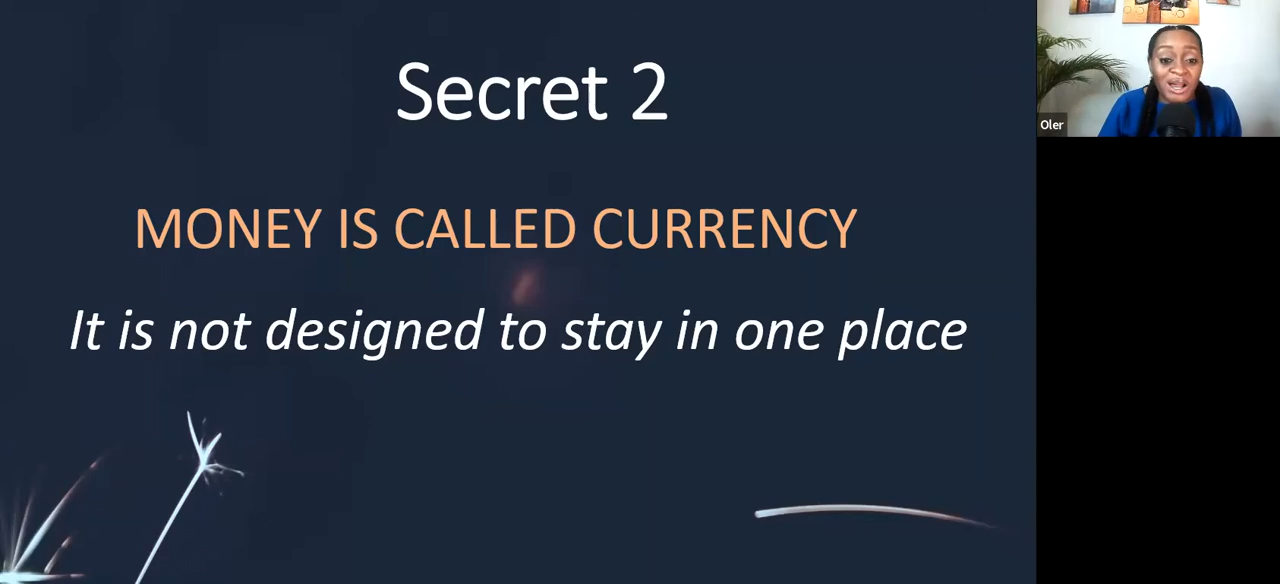 Secret 2
MONEY IS CALLED CURRENCY
It is not designed to stay in one place
Oler